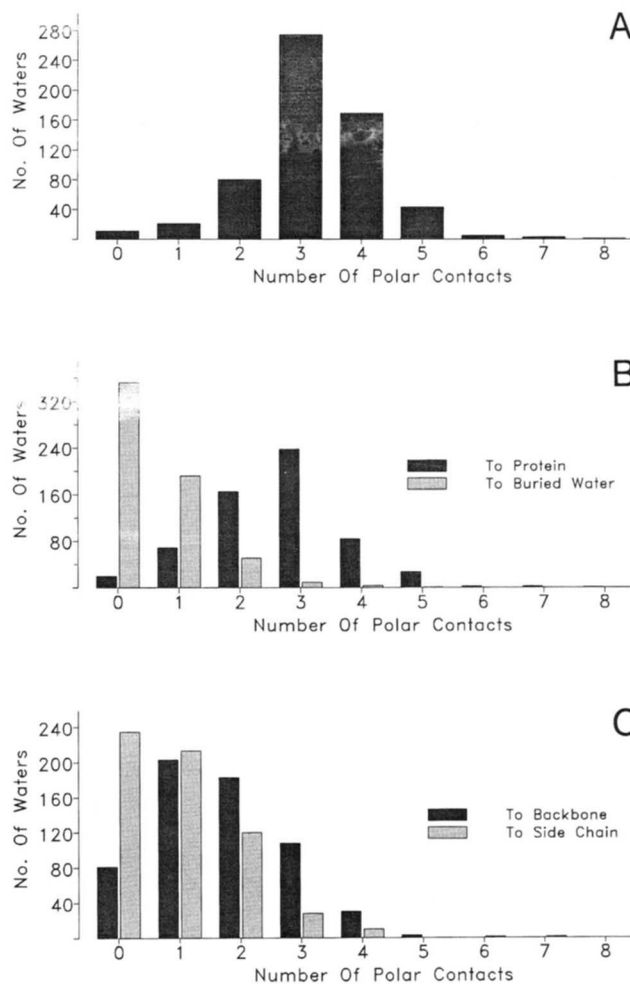 A
280
240
200
160
120
80
40
No. Of Waters
0 1 2 3 4 5 6 7 8
Number Of Polar Contacts
B
320
240
160
80
No. Of Waters
To Protein
To Buried Water
0 1 2 3 4 5 6 7 8
Number Of Polar Contacts
C
240
200
160
120
80
40
No. Of Waters
To Backbone
To Side Chain
0 1 2 3 4 5 6 7 8
Number Of Polar Contacts